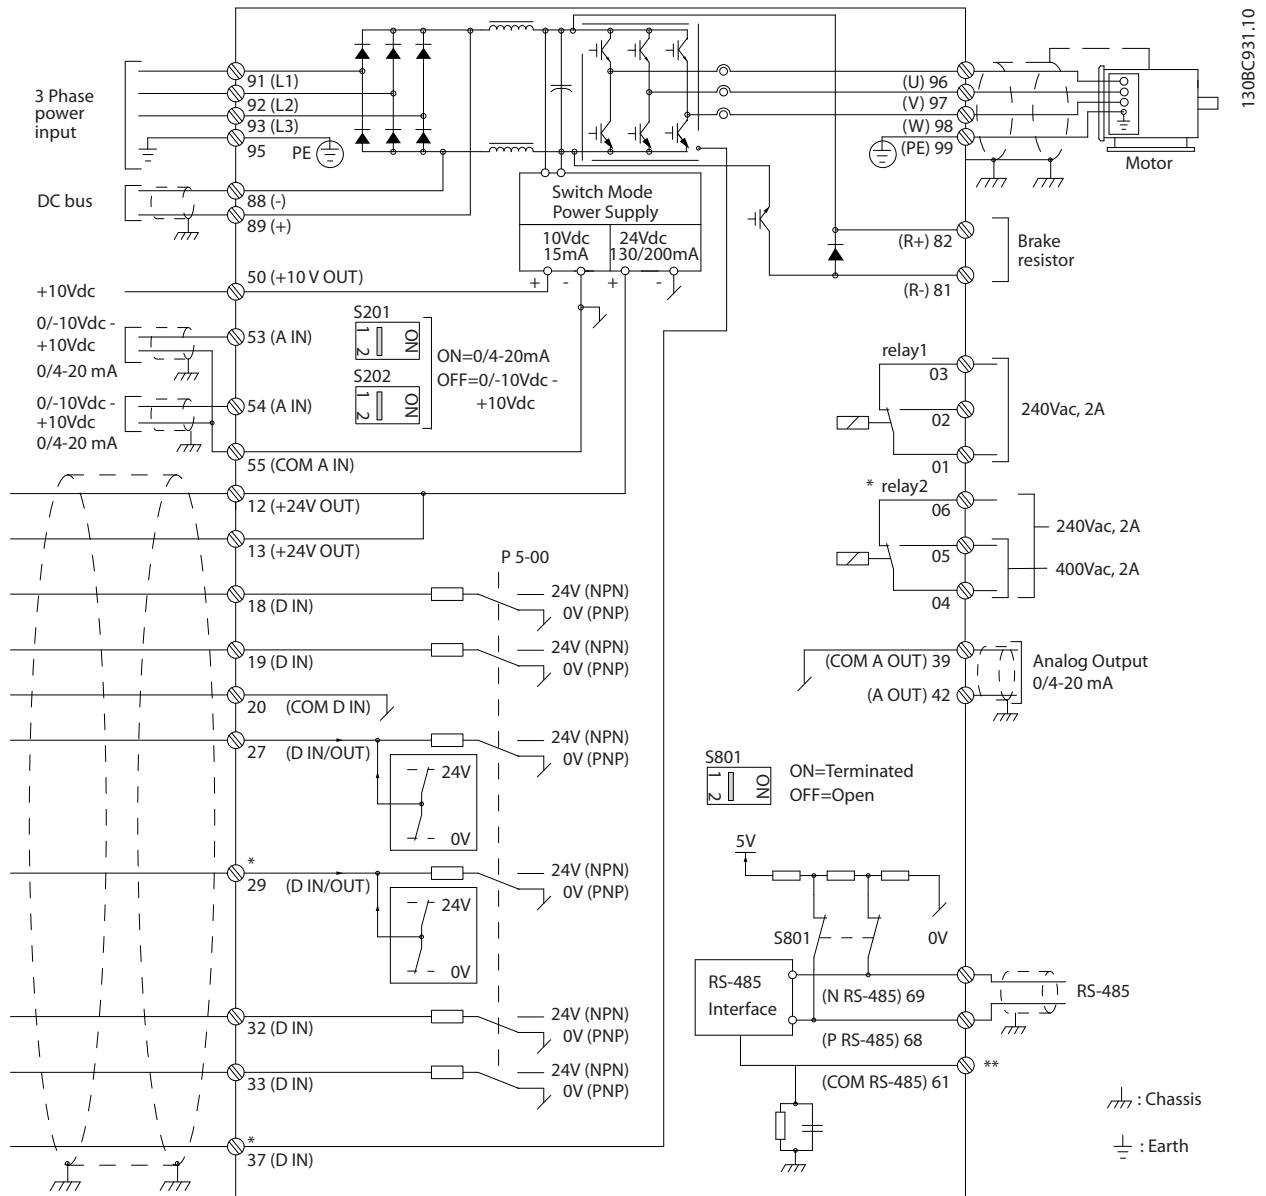 130BC931.10
3 Phase
power
input
91 (L1)
92 (L2)
93 (L3)
95
PE
DC bus
88 (-)
89 (+)
Switch Mode
Power Supply
10Vdc
15mA
24Vdc
130/200mA
+
-
+
-
(U) 96
(V) 97
(W) 98
(PE) 99
Motor
(R+) 82
(R-) 81
Brake
resistor
+10Vdc
50 (+10 V OUT)
0/-10Vdc -
+10Vdc
0/4-20 mA
53 (A IN)
0/-10Vdc -
+10Vdc
0/4-20 mA
54 (A IN)
55 (COM A IN)
S201
1
2
ON
S202
1
2
ON
ON=0/4-20mA
OFF=0/-10Vdc -
+10Vdc
relay1
03
02
01
240Vac, 2A
* relay2
06
05
04
240Vac, 2A
400Vac, 2A
12 (+24V OUT)
13 (+24V OUT)
P 5-00
18 (D IN)
24V (NPN)
0V (PNP)
19 (D IN)
24V (NPN)
0V (PNP)
20 (COM D IN)
27 (D IN/OUT)
24V (NPN)
0V (PNP)
24V
0V
*
29 (D IN/OUT)
24V (NPN)
0V (PNP)
24V
0V
32 (D IN)
24V (NPN)
0V (PNP)
33 (D IN)
24V (NPN)
0V (PNP)
*
37 (D IN)
(COM A OUT) 39
(A OUT) 42
Analog Output
0/4-20 mA
S801
1
2
ON
ON=Terminated
OFF=Open
5V
S801
0V
RS-485
Interface
(N RS-485) 69
(P RS-485) 68
(COM RS-485) 61
RS-485
**
: Chassis
: Earth